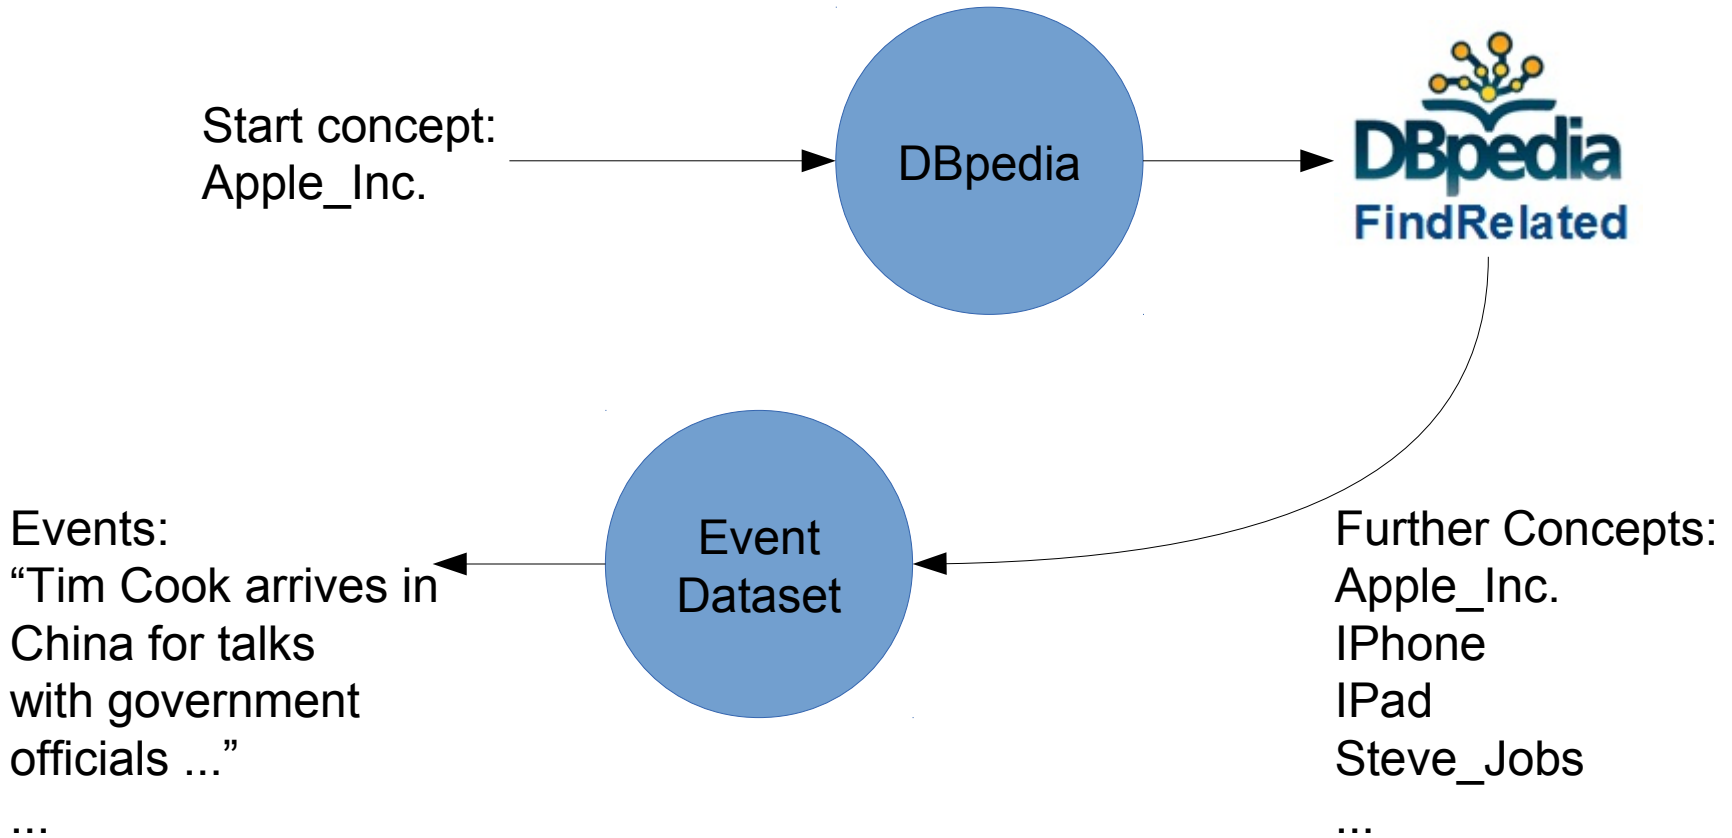 Start concept:
Apple_Inc.
DBpedia
DBpedia
FindRelated
Event
Dataset
Events:
“Tim Cook arrives in
China for talks
with government
officials ...”
...
Further Concepts:
Apple_Inc.
IPhone
IPad
Steve_Jobs
...